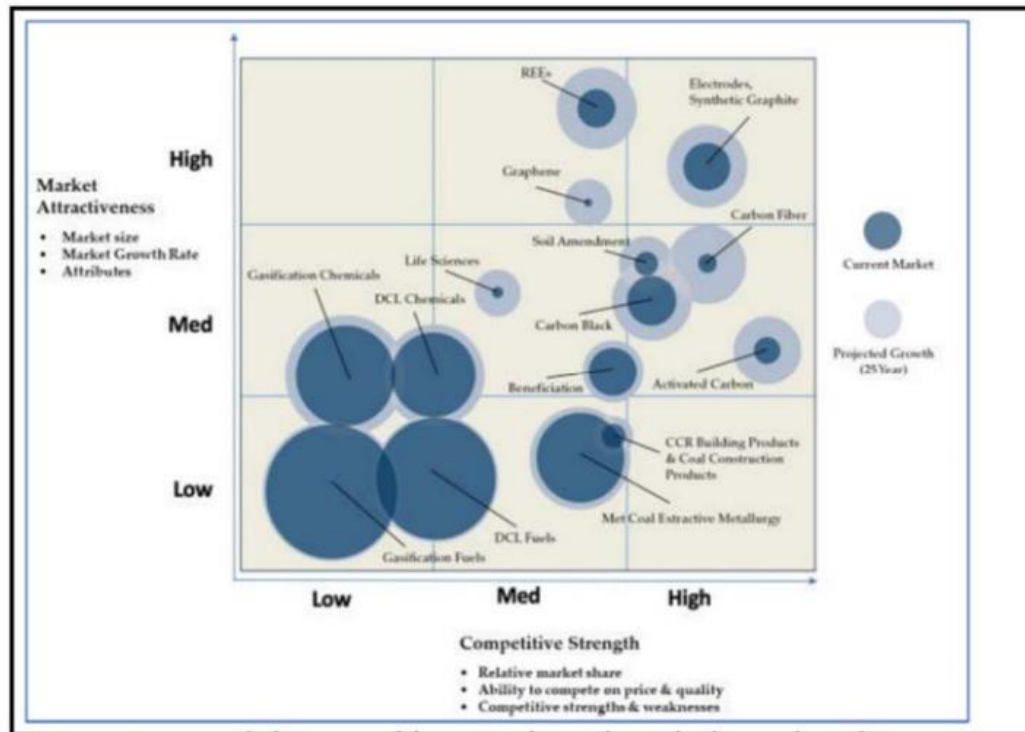 REEs
Electrodes,
Synthetic Graphite
High
Graphene
Market
Attractiveness
• Market size
• Market Growth Rate
• Attributes
Carbon Fiber
Soil Amendment
Life Sciences
Current Market
Gasification Chemicals
DCL Chemicals
Med
Carbon Black
Projected Growth
(25 Year)
Beneficiation
Activated Carbon
CCR Building Products
& Coal Construction
Products
Low
Met Coal Extractive Metallurgy
DCL Fuels
Gasification Fuels
Low
Med
High
Competitive Strength
• Relative market share
• Ability to compete on price & quality
• Competitive strengths & weaknesses